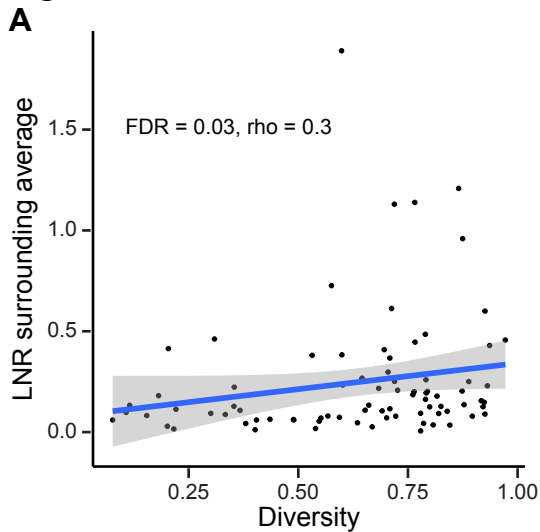 A
LNR surrounding average
1.5
1.0
0.5
0.0
FDR = 0.03, rho = 0.3
0.25 0.50 0.75 1.00
Diversity